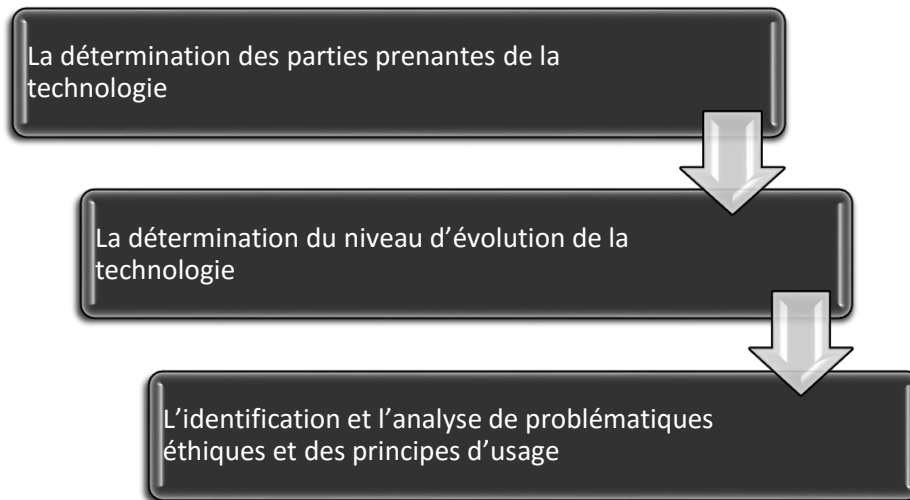 La détermination des parties prenantes de la
technologie
La détermination du niveau d’évolution de la
technologie
L’identification et l’analyse de problématiques
éthiques et des principes d’usage